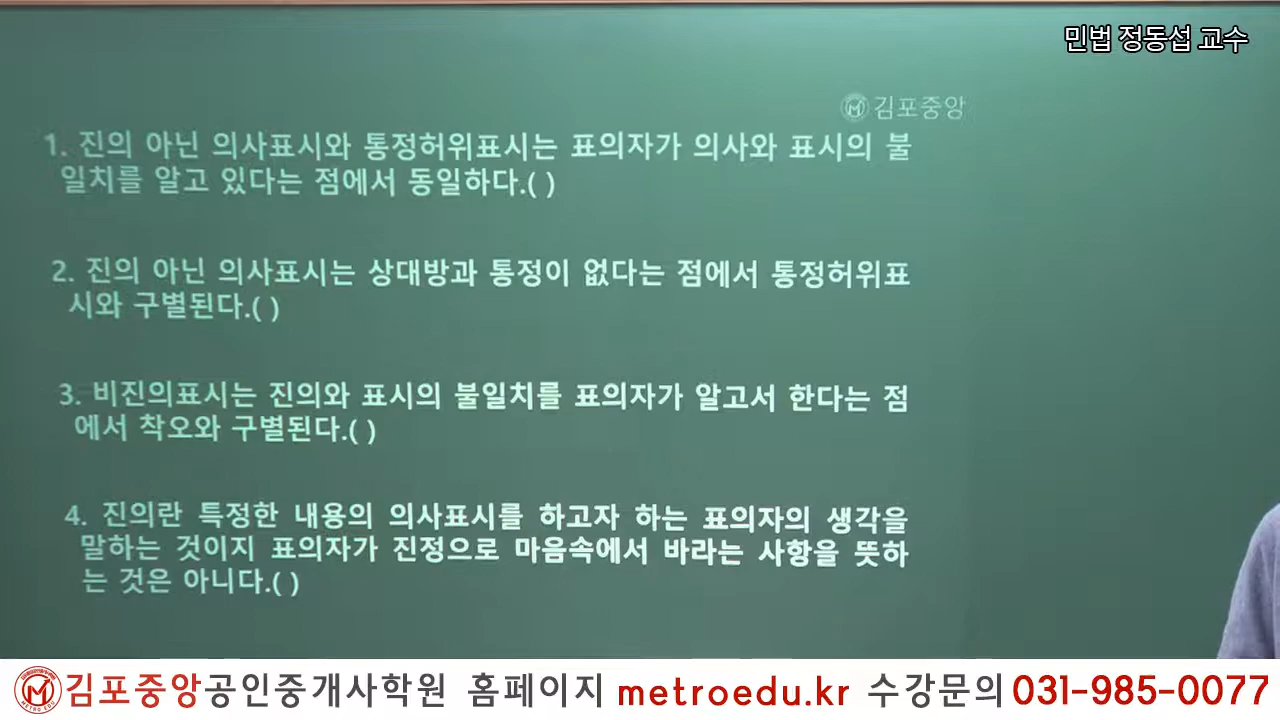 민법 정동섭 교수
김포중앙
1. 진의 아닌 의사표시와 통정허위표시는 표의자가 의사와 표시의 불
일치를 알고 있다는 점에서 동일하다.( )
2. 진의 아닌 의사표시는 상대방과 통정이 없다는 점에서 통정허위표
시와 구별된다.( )
3. 비진의표시는 진의와 표시의 불일치를 표의자가 알고서 한다는 점
에서 착오와 구별된다.( )
4. 진의란 특정한 내용의 의사표시를 하고자 하는 표의자의 생각을
말하는 것이지 표의자가 진정으로 마음속에서 바라는 사항을 뜻하
는 것은 아니다.( )
김포중앙공인중개사학원 홈페이지 metroedu.kr 수강문의 031-985-0077